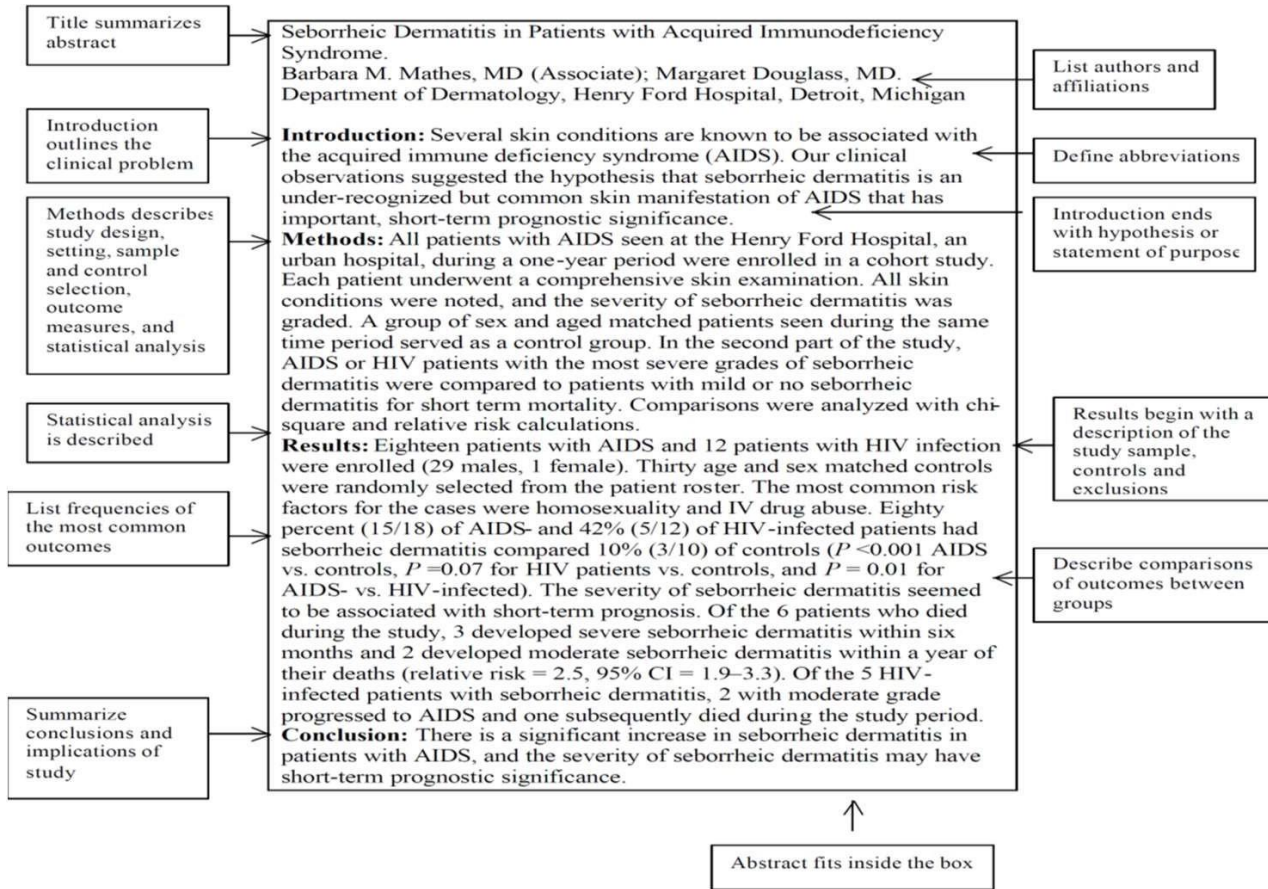 Title summarizes
abstract
Introduction
outlines the
clinical problem
Methods describes
study design,
setting, sample
and control
selection,
outcome
measures, and
statistical analysis
Statistical analysis
is described
List frequencies of
the most common
outcomes
Summarize
conclusions and
implications of
study
Seborrheic Dermatitis in Patients with Acquired Immunodeficiency
Syndrome.
Barbara M. Mathes, MD (Associate); Margaret Douglass, MD.
Department of Dermatology, Henry Ford Hospital, Detroit, Michigan
Introduction: Several skin conditions are known to be associated with
the acquired immune deficiency syndrome (AIDS). Our clinical
observations suggested the hypothesis that seborrheic dermatitis is an
under-recognized but common skin manifestation of AIDS that has
important, short-term prognostic significance.
Methods: All patients with AIDS seen at the Henry Ford Hospital, an
urban hospital, during a one-year period were enrolled in a cohort study.
Each patient underwent a comprehensive skin examination. All skin
conditions were noted, and the severity of seborrheic dermatitis was
graded. A group of sex and aged matched patients seen during the same
time period served as a control group. In the second part of the study,
AIDS or HIV patients with the most severe grades of seborrheic
dermatitis were compared to patients with mild or no seborrheic
dermatitis for short term mortality. Comparisons were analyzed with chi-
square and relative risk calculations.
Results: Eighteen patients with AIDS and 12 patients with HIV infection
were enrolled (29 males, 1 female). Thirty age and sex matched controls
were randomly selected from the patient roster. The most common risk
factors for the cases were homosexuality and IV drug abuse. Eighty
percent (15/18) of AIDS- and 42% (5/12) of HIV-infected patients had
seborrheic dermatitis compared 10% (3/10) of controls (P <0.001 AIDS
vs. controls, P =0.07 for HIV patients vs. controls, and P = 0.01 for
AIDS- vs. HIV-infected). The severity of seborrheic dermatitis seemed
to be associated with short-term prognosis. Of the 6 patients who died
during the study, 3 developed severe seborrheic dermatitis within six
months and 2 developed moderate seborrheic dermatitis within a year of
their deaths (relative risk = 2.5, 95% CI = 1.9–3.3). Of the 5 HIV-
infected patients with seborrheic dermatitis, 2 with moderate grade
progressed to AIDS and one subsequently died during the study period.
Conclusion: There is a significant increase in seborrheic dermatitis in
patients with AIDS, and the severity of seborrheic dermatitis may have
short-term prognostic significance.
List authors and
affiliations
Define abbreviations
Introduction ends
with hypothesis or
statement of purpose
Results begin with a
description of the
study sample,
controls and
exclusions
Describe comparisons
of outcomes between
groups
Abstract fits inside the box